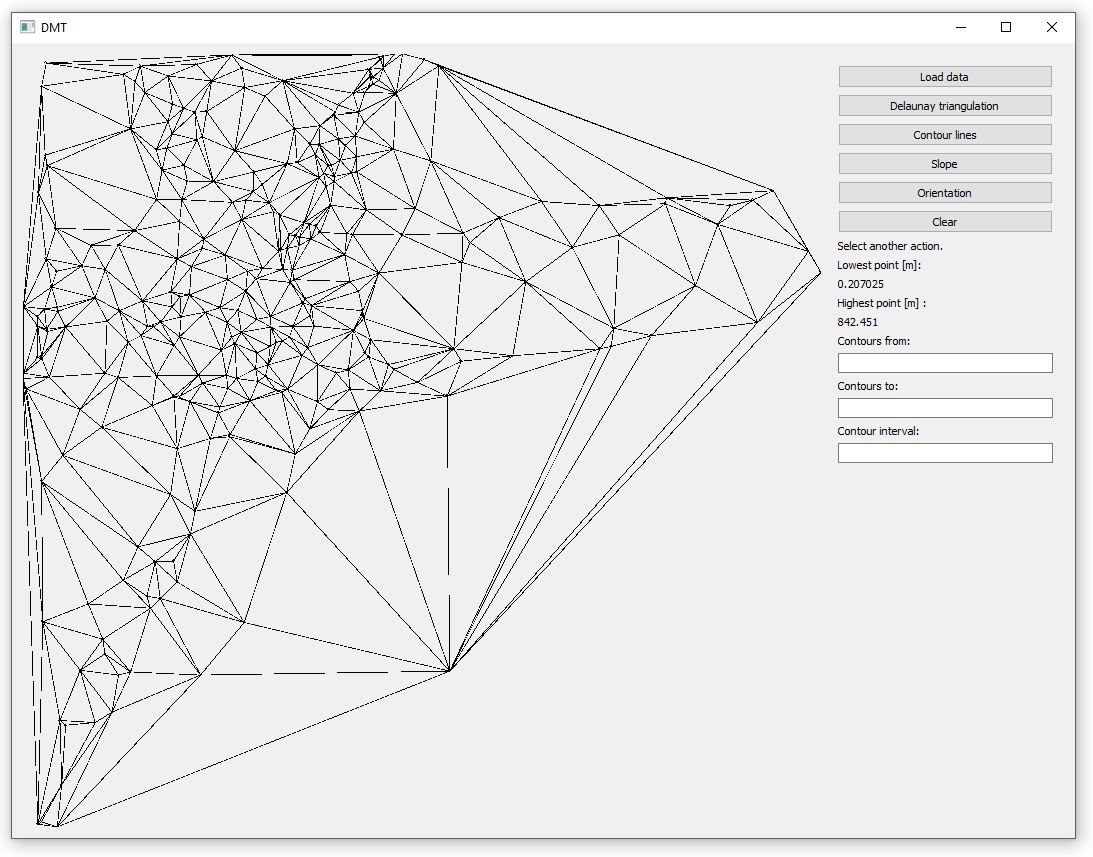 DMT
Load data
Delaunay triangulation
Contour lines
Slope
Orientation
Clear
Select another action.
Lowest point [m]:
0.207025
Highest point [m] :
842.451
Contours from:
Contours to:
Contour interval: